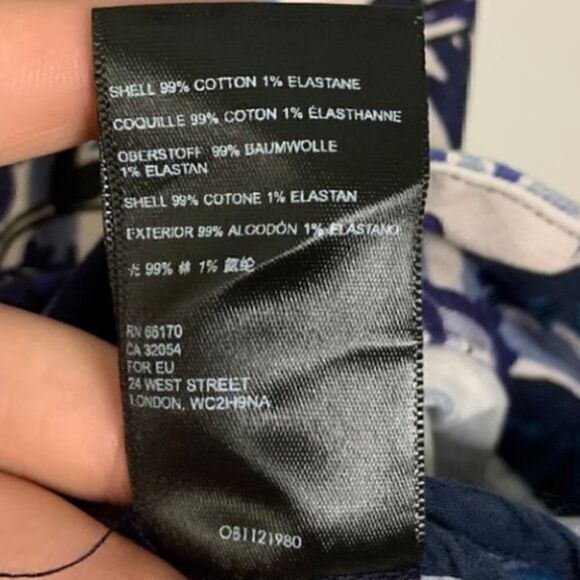 SHELL 99% COTTON 1% ELASTANE
COQUILLE 99% COTON 1% ÉLASTHANNE
OBERSTOFF 99% BAUMWOLLE
1% ELASTAN
SHELL 99% COTONE 1% ELASTAN
EXTERIOR 99% ALGODÓN 1% ELASTANO
99% 1% 氨纶
RN 66170
CA 32054
FOR EU
24 WEST STREET
LONDON, WC2H9NA
OB1121980